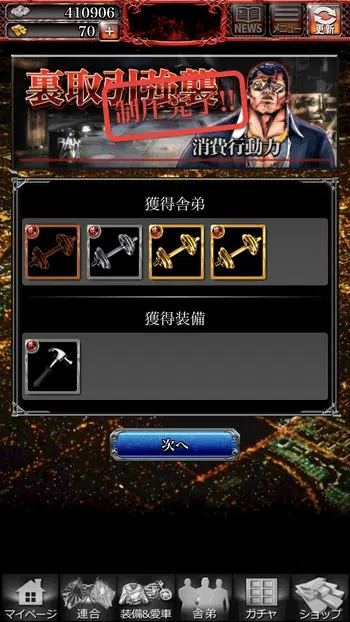 410906
70
NEWS
メニュー
更新
裏取引強襲
制圧完了!!
消費行動力
獲得舎弟
獲得装備
次へ
マイページ
連合
装備&愛車
舎弟
ガチャ
ショップ